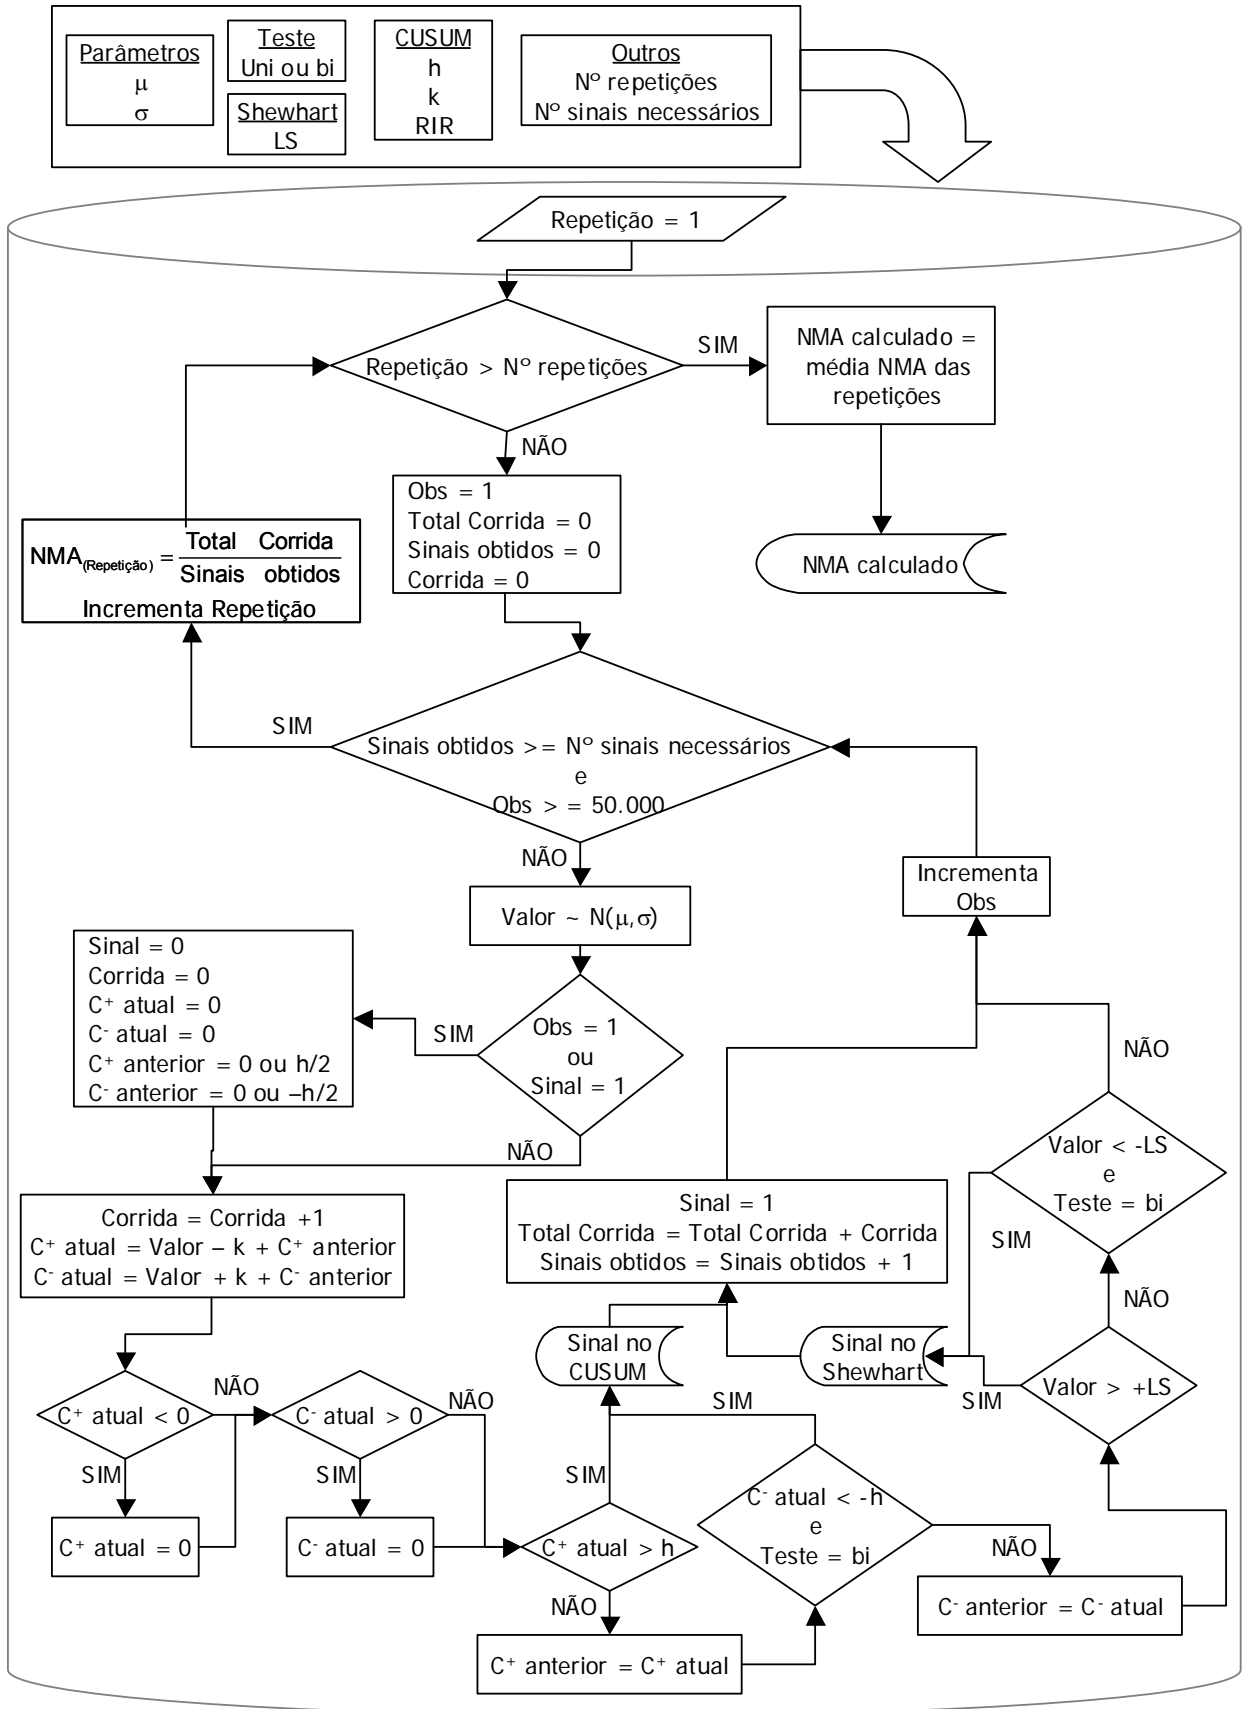 Parâmetros
μ
σ
Teste
Uni ou bi
Shewhart
LS
CUSUM
h
k
RIR
Outros
Nº repetições
Nº sinais necessários
Repetição = 1
Repetição > Nº repetições
SIM
NMA calculado =
média NMA das
repetições
NÃO
Obs = 1
Total Corrida = 0
Sinais obtidos = 0
Corrida = 0
NMA calculado
NMA(Repetição) = Total Corrida
Sinais obtidos
Incrementa Repetição
SIM
Sinais obtidos >= Nº sinais necessários
e
Obs > = 50.000
NÃO
Incrementa
Obs
Valor ~ N(μ,σ)
Sinal = 0
Corrida = 0
C+ atual = 0
C- atual = 0
C+ anterior = 0 ou h/2
C- anterior = 0 ou –h/2
SIM
Obs = 1
ou
Sinal = 1
NÃO
NÃO
Valor < -LS
e
Teste = bi
SIM
NÃO
Corrida = Corrida +1
C+ atual = Valor – k + C+ anterior
C- atual = Valor + k + C- anterior
Sinal = 1
Total Corrida = Total Corrida + Corrida
Sinais obtidos = Sinais obtidos + 1
Sinal no
CUSUM
Sinal no
Shewhart
SIM
Valor > +LS
C+ atual < 0
NÃO
C- atual > 0
NÃO
SIM
SIM
SIM
SIM
C+ atual = 0
C- atual = 0
C+ atual > h
C- atual < -h
e
Teste = bi
NÃO
NÃO
C- anterior = C- atual
C+ anterior = C+ atual